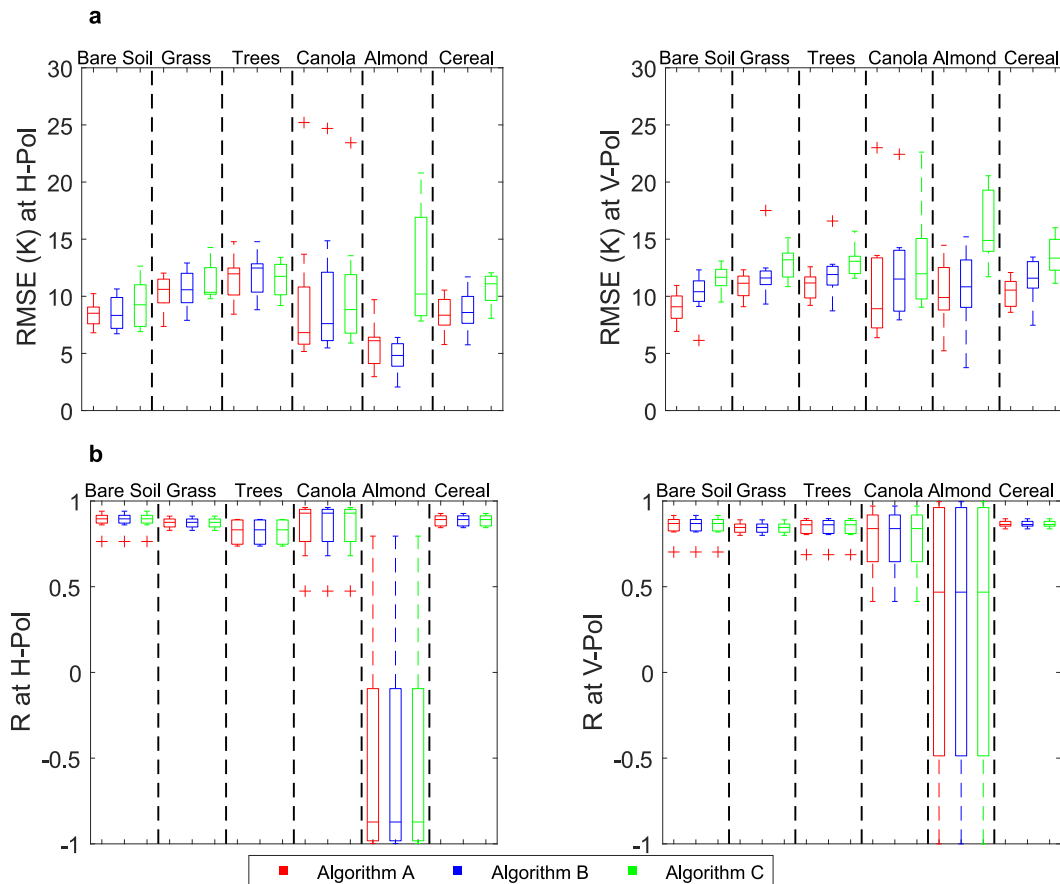 a
Bare Soil Grass Trees Canola Almond Cereal
30
25
20
15
10
5
0
RMSE (K) at H-Pol
Bare Soil Grass Trees Canola Almond Cereal
30
25
20
15
10
5
0
RMSE (K) at V-Pol
b
Bare Soil Grass Trees Canola Almond Cereal
1
0.5
0
-0.5
-1
R at H-Pol
Bare Soil Grass Trees Canola Almond Cereal
1
0.5
0
-0.5
-1
R at V-Pol
Algorithm A Algorithm B Algorithm C